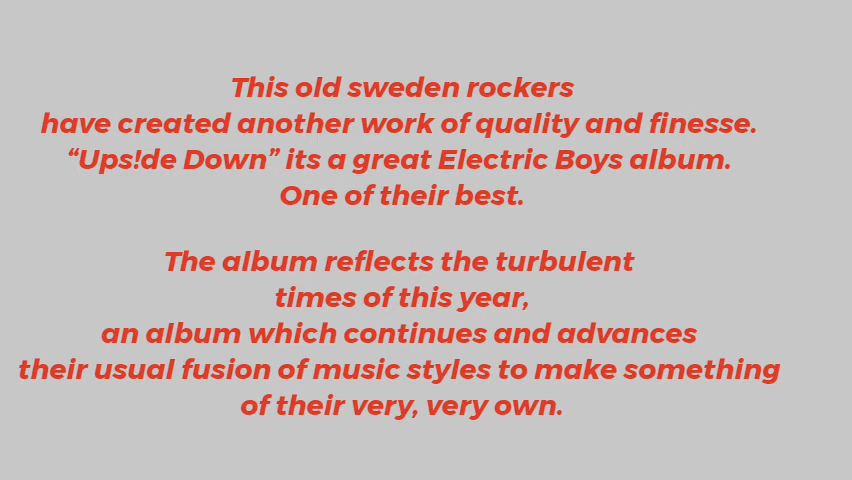 This old sweden rockers
have created another work of quality and finesse.
“Ups!de Down” its a great Electric Boys album.
One of their best.
The album reflects the turbulent
times of this year,
an album which continues and advances
their usual fusion of music styles to make something
of their very, very own.